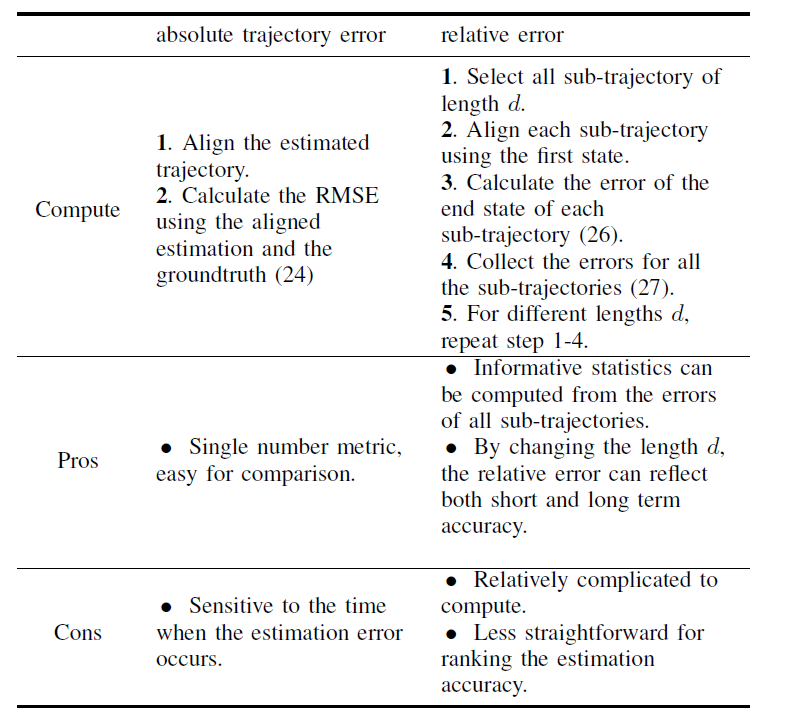 absolute trajectory error relative error
Compute
1. Align the estimated
trajectory.
2. Calculate the RMSE
using the aligned
estimation and the
groundtruth (24)
1. Select all sub-trajectory of
length d.
2. Align each sub-trajectory
using the first state.
3. Calculate the error of the
end state of each
sub-trajectory (26).
4. Collect the errors for all
the sub-trajectories (27).
5. For different lengths d,
repeat step 1-4.
Pros
• Single number metric,
easy for comparison.
• Informative statistics can
be computed from the errors
of all sub-trajectories.
• By changing the length d,
the relative error can reflect
both short and long term
accuracy.
Cons
• Sensitive to the time
when the estimation error
occurs.
• Relatively complicated to
compute.
• Less straightforward for
ranking the estimation
accuracy.